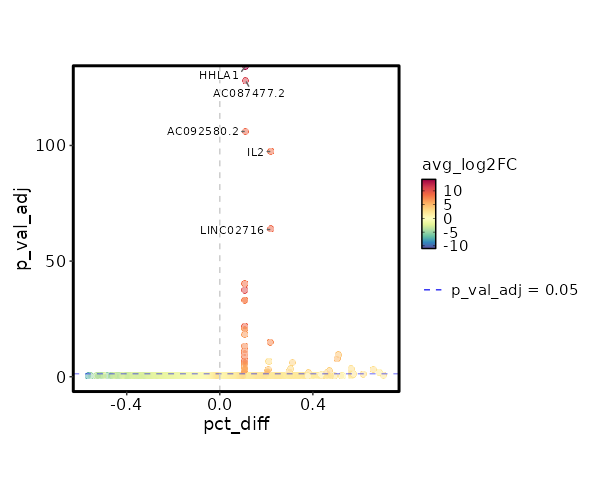 HHLA1
AC087477.2
AC092580.2
IL2
LINC02716
100
50
0
p_val_adj
-0.4
0.0
0.4
pct_diff
avg_log2FC
10
5
0
-5
-10
p_val_adj = 0.05